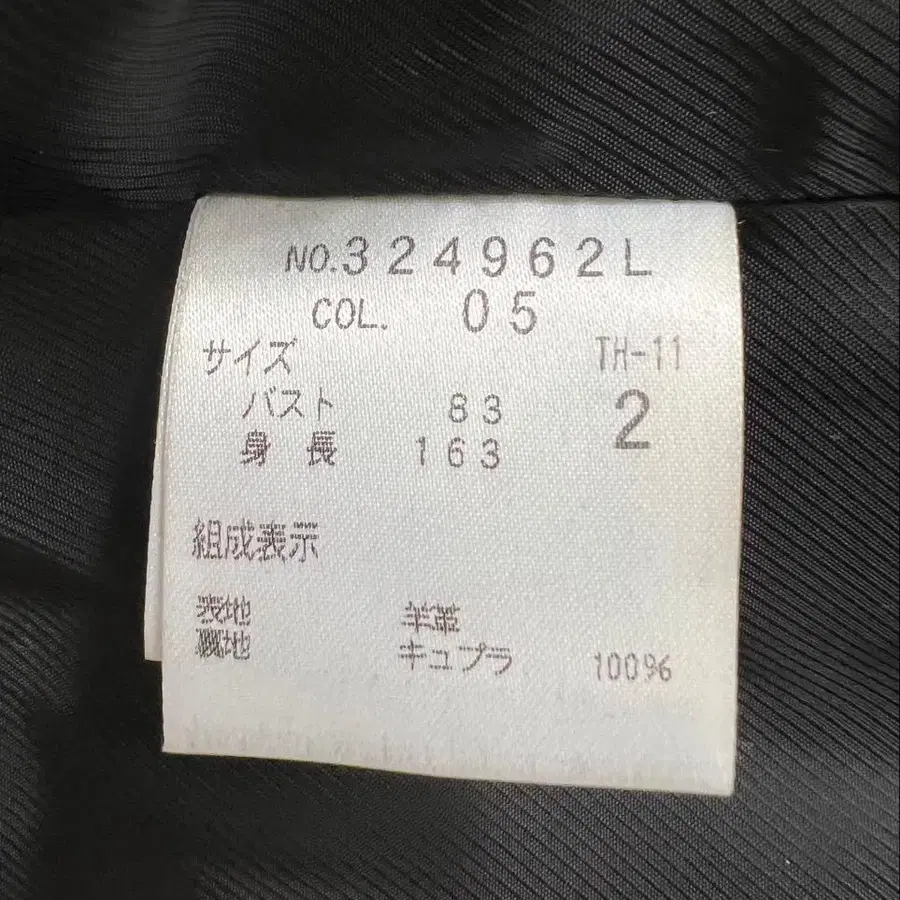 NO.324962L
COL. 05
サイズ TH-11
バスト 83 2
身長 163
組成表示
表地 羊革
裏地 キュプラ 100%